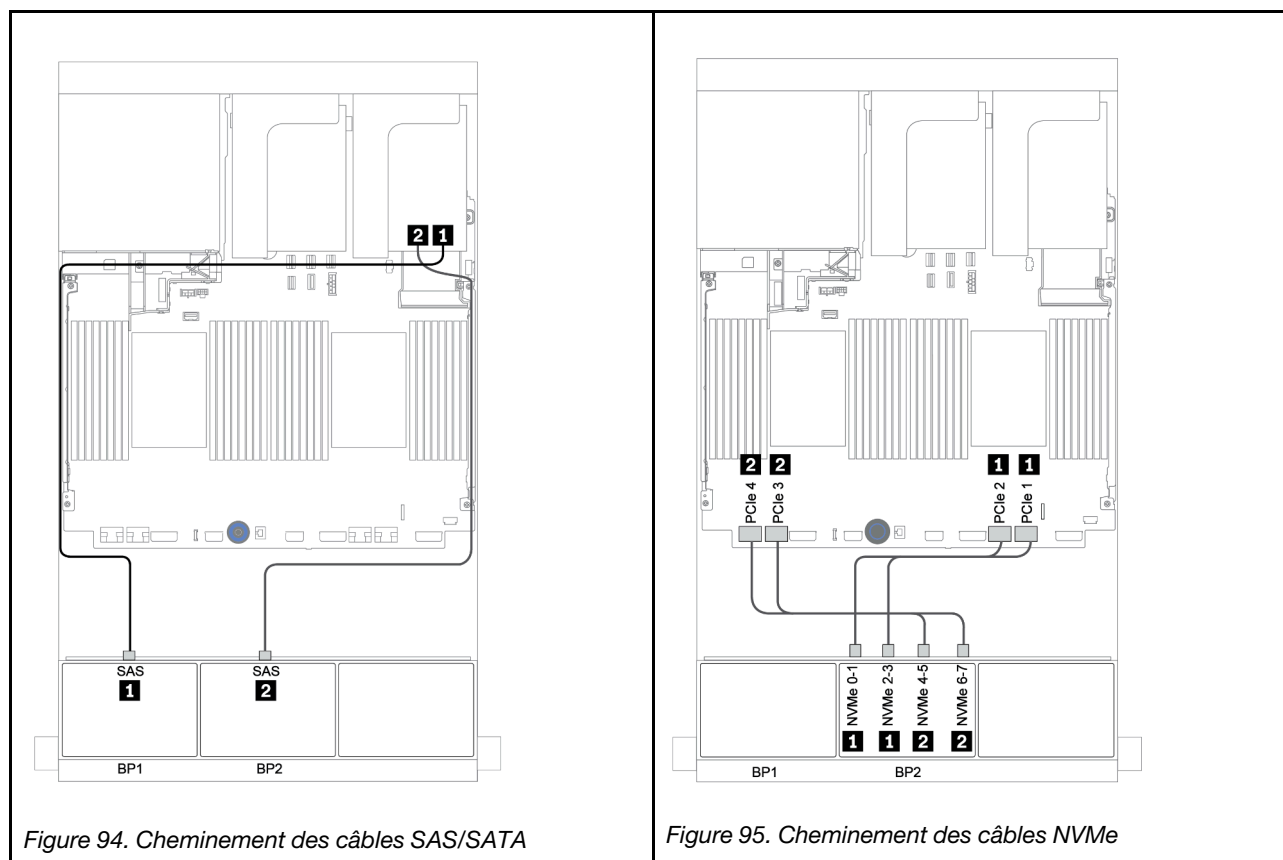 2 1
SAS
1
SAS
2
BP1
BP2
Figure 94. Cheminement des câbles SAS/SATA
2 2 1 1
PCIe 4
PCIe 3
PCIe 2
PCIe 1
NVMe 0-1
NVMe 2-3
NVMe 4-5
NVMe 6-7
1 1 2 2
BP1
BP2
Figure 95. Cheminement des câbles NVMe